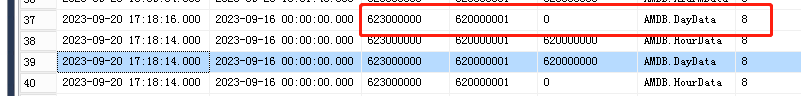 37 2023-09-20 17:18:16.000 2023-09-16 00:00:00.000 623000000 620000001 0 AMDB.DayData 8
38 2023-09-20 17:18:14.000 2023-09-16 00:00:00.000 623000000 620000001 620000000 AMDB.HourData 8
39 2023-09-20 17:18:14.000 2023-09-16 00:00:00.000 623000000 620000001 620000000 AMDB.DayData 8
40 2023-09-20 17:18:14.000 2023-09-16 00:00:00.000 623000000 620000001 0 AMDB.HourData 8